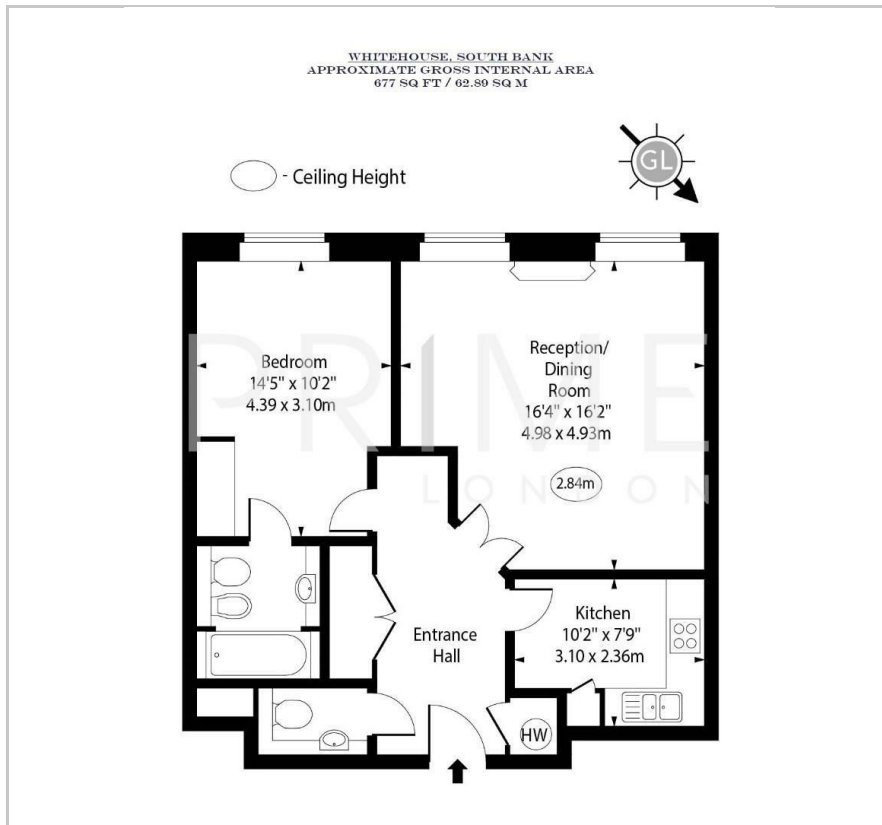 WHITEHOUSE, SOUTH BANK
APPROXIMATE GROSS INTERNAL AREA
677 SQ FT / 62.89 SQ M
GL
- Ceiling Height
Bedroom
14'5" x 10'2"
4.39 x 3.10m
Reception/
Dining
Room
16'4" x 16'2"
4.98 x 4.93m
2.84m
PRIME
LONDON
Entrance
Hall
Kitchen
10'2" x 7'9"
3.10 x 2.36m
HW